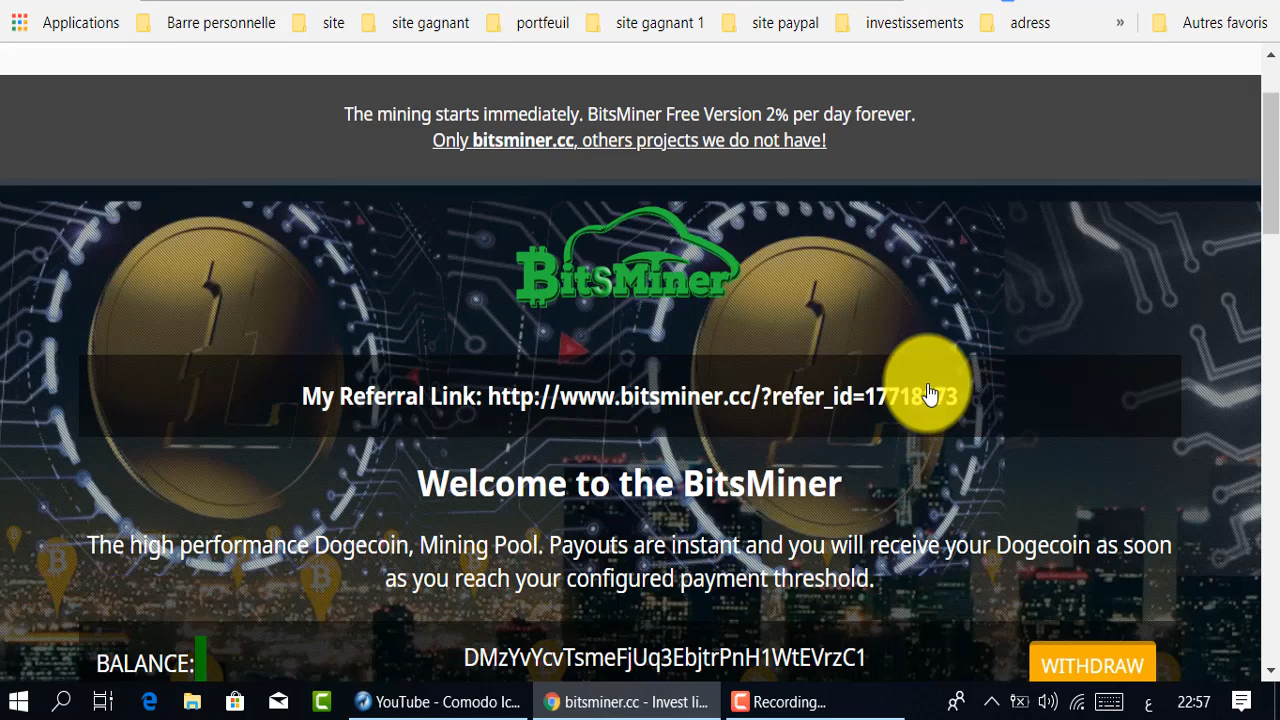 Applications Barre personnelle site site gagnant portfeuil site gagnant 1 site paypal investissements adress » Autres favoris
The mining starts immediately. BitsMiner Free Version 2% per day forever.
Only bitsminer.cc, others projects we do not have!
BitSMiner
My Referral Link: http://www.bitsminer.cc/?refer_id=
Welcome to the BitsMiner
The high performance Dogecoin, Mining Pool. Payouts are instant and you will receive your Dogecoin as soon
as you reach your configured payment threshold.
BALANCE: DMzYvYcvTsmeFjUq3EbjtrPnH1WtEVrzC1 WITHDRAW
YouTube - Comodo Ic... bitsminer.cc - Invest li... Recording... ع 22:57